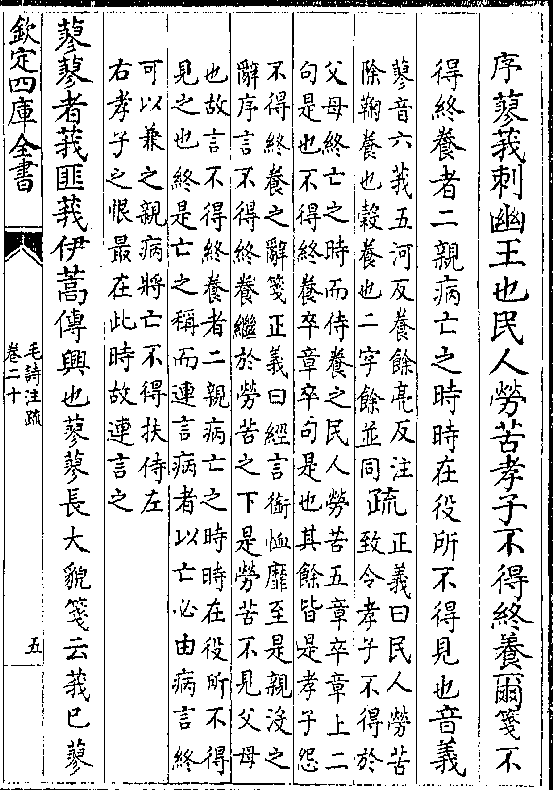 序蓼莪刺幽王也民人勞苦孝子不得終養爾箋不
得終養者二親病亡之時時在役所不得見也音義
蓼音六莪五河反養餘亮反注
除鞠養也穀養也二字餘並同
疏
正義曰民人勞苦
致令孝子不得於
父母終亡之時而侍養之民人勞苦五章卒章上二
句是也不得終養卒章卒句是也其餘皆是孝子怨
不得終養之辭箋正義曰經言銜恤靡至是親沒之
辭序言不得終養繼於勞苦之下是勞苦不見父母
也故言不得終養者二親病亡之時時在役所不得
見之也終是亡之稱而連言病者以亡必由病言終
可以兼之親病將亡不得扶侍左
右孝子之恨最在此時故連言之
蓼蓼者莪匪莪伊蒿傳興也蓼蓼長大貌箋云莪已蓼
欽定四庫全書
毛詩注疏
卷二十
五